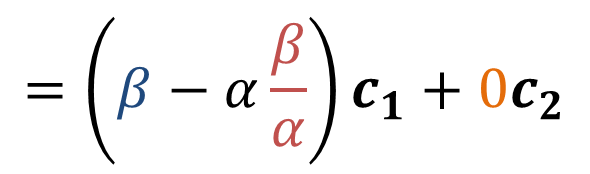 = (β − α β/α) c₁ + 0c₂